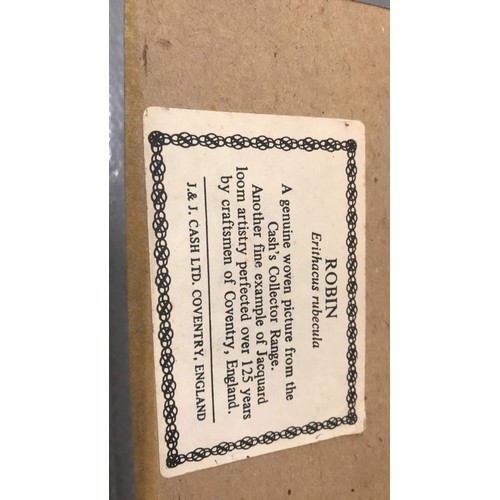 ROBIN
Erithacus rubecula
A genuine woven picture from the
Cash's Collector Range.
Another fine example of Jacquard
loom artistry perfected over 125 years
by craftsmen of Coventry, England.
J. & J. CASH LTD. COVENTRY, ENGLAND